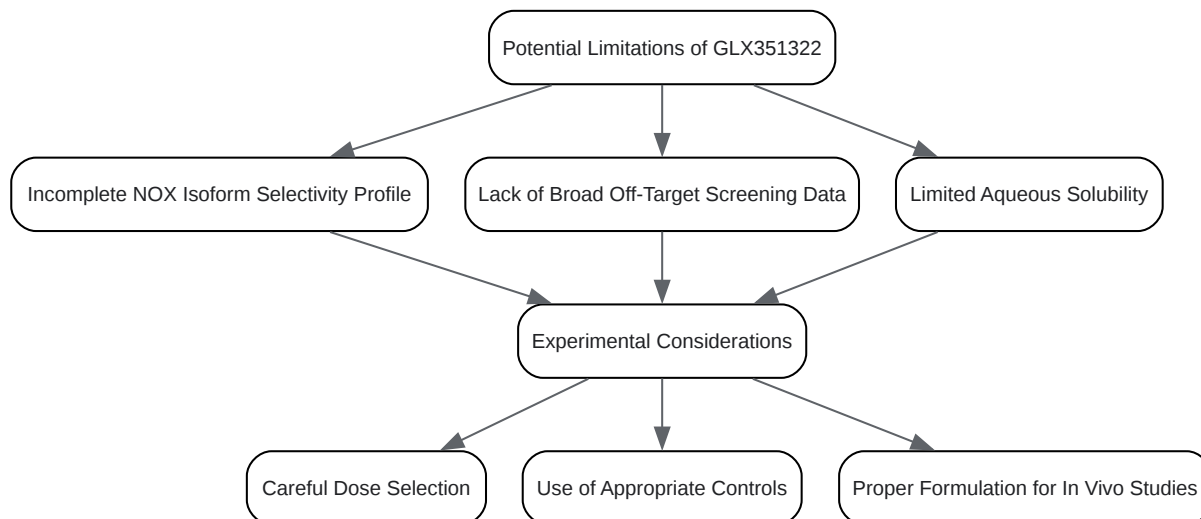 Potential Limitations of GLX351322
Incomplete NOX Isoform Selectivity Profile
Lack of Broad Off-Target Screening Data
Limited Aqueous Solubility
Experimental Considerations
Careful Dose Selection
Use of Appropriate Controls
Proper Formulation for In Vivo Studies